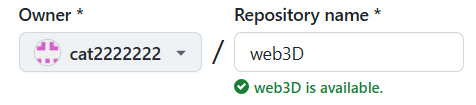 Owner * Repository name *
cat2222222 / web3D
web3D is available.